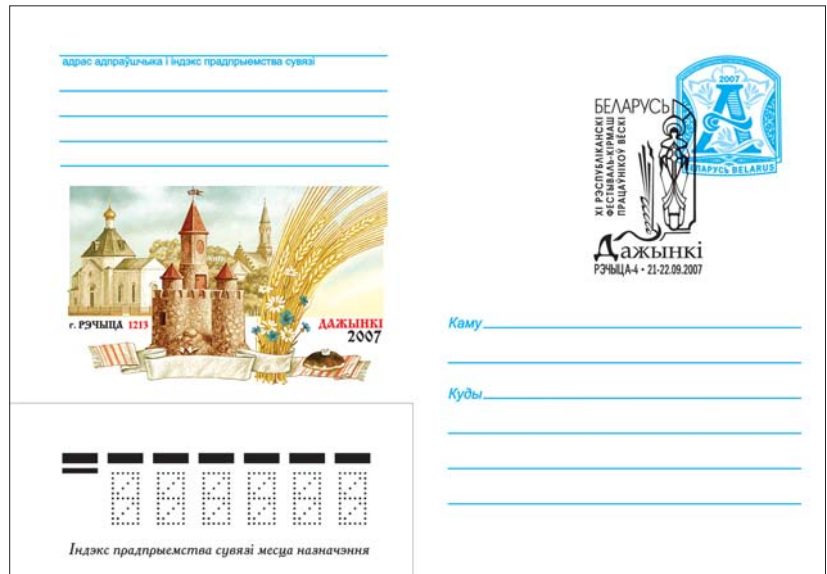 адрас адпраўшчыка і індэкс прадпрыемства сувязі
2007
БЕЛАРУСЬ BELARUS
БЕЛАРУСЬ
XI РЭСПУБЛІКАНСКІ
ФЕСТЫВАЛЬ-КІРМАШ
ПРАЦАЎНІКОЎ ВЁСКІ
Дажынкі
РЭЧЫЦА-4 • 21-22.09.2007
г. РЭЧЫЦА 1213
ДАЖЫНКІ
2007
Каму
Куды
Індэкс прадпрыемства сувязі месца назначэння